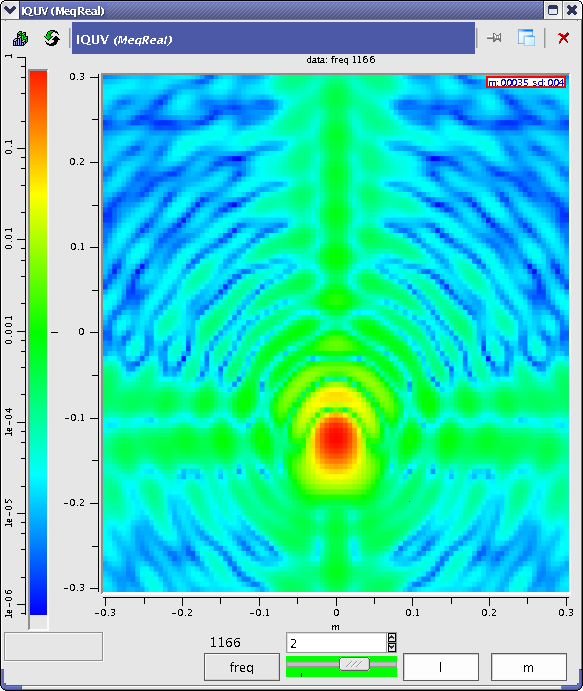 IQUV (MeqReal)
IQUV (MeqReal)
data: freq 1166
m:.00035 sd:.004
1
0.1
0.01
0.001
1e-04
1e-05
1e-06
0.3
0.2
0.1
0
-0.1
-0.2
-0.3
-0.3
-0.2
-0.1
0
0.1
0.2
0.3
m
1166
2
freq
l
m